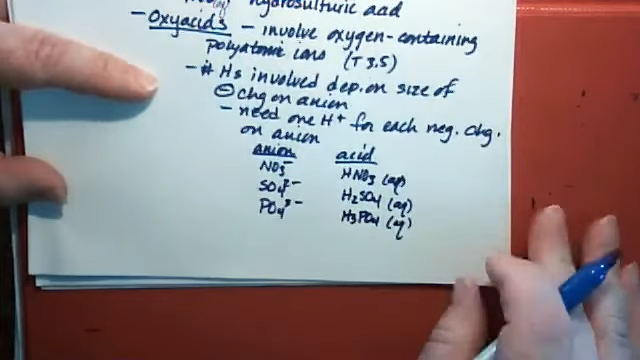 hydrosulfuric acid
- Oxyacids - involve oxygen-containing
polyatomic ions (T 3.5)
- # Hs involved dep. on size of
⊖ chg on anion
- need one H⁺ for each neg. chg.
on anion
anion acid
NO₃⁻ HNO₃ (aq)
SO₄²⁻ H₂SO₄ (aq)
PO₄³⁻ H₃PO₄ (aq)